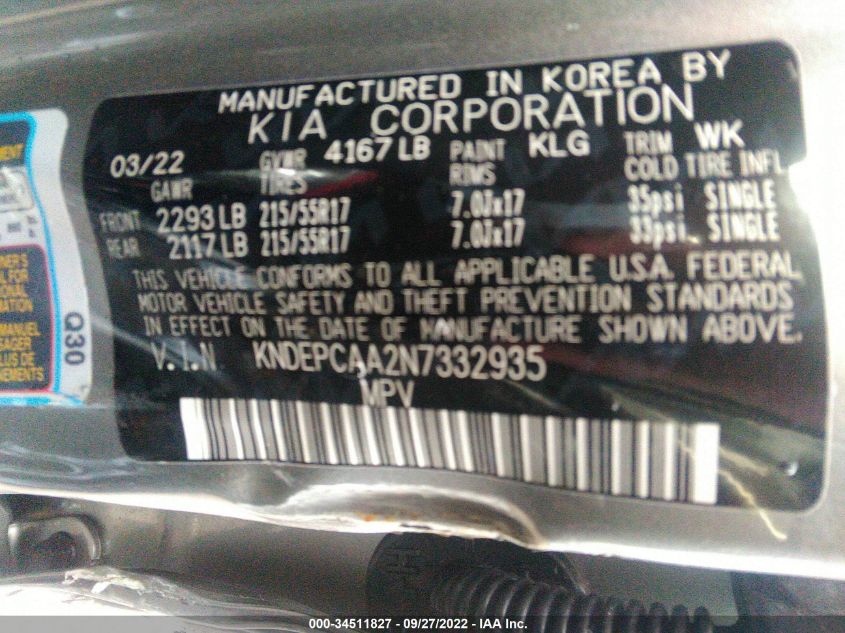 MANUFACTURED IN KOREA BY
KIA CORPORATION
03/22 GVWR 4167 LB PAINT KLG TRIM WK
GAWR TIRES RIMS COLD TIRE INFL
FRONT 2293 LB 215/55R17 7.0Jx17 35psi SINGLE
REAR 2117 LB 215/55R17 7.0Jx17 33psi SINGLE
THIS VEHICLE CONFORMS TO ALL APPLICABLE U.S.A. FEDERAL
MOTOR VEHICLE SAFETY AND THEFT PREVENTION STANDARDS
IN EFFECT ON THE DATE OF MANUFACTURE SHOWN ABOVE.
V.I.N KNDEPCAA2N7332935
MPV
Q30
000-34511827 - 09/27/2022 - IAA Inc.